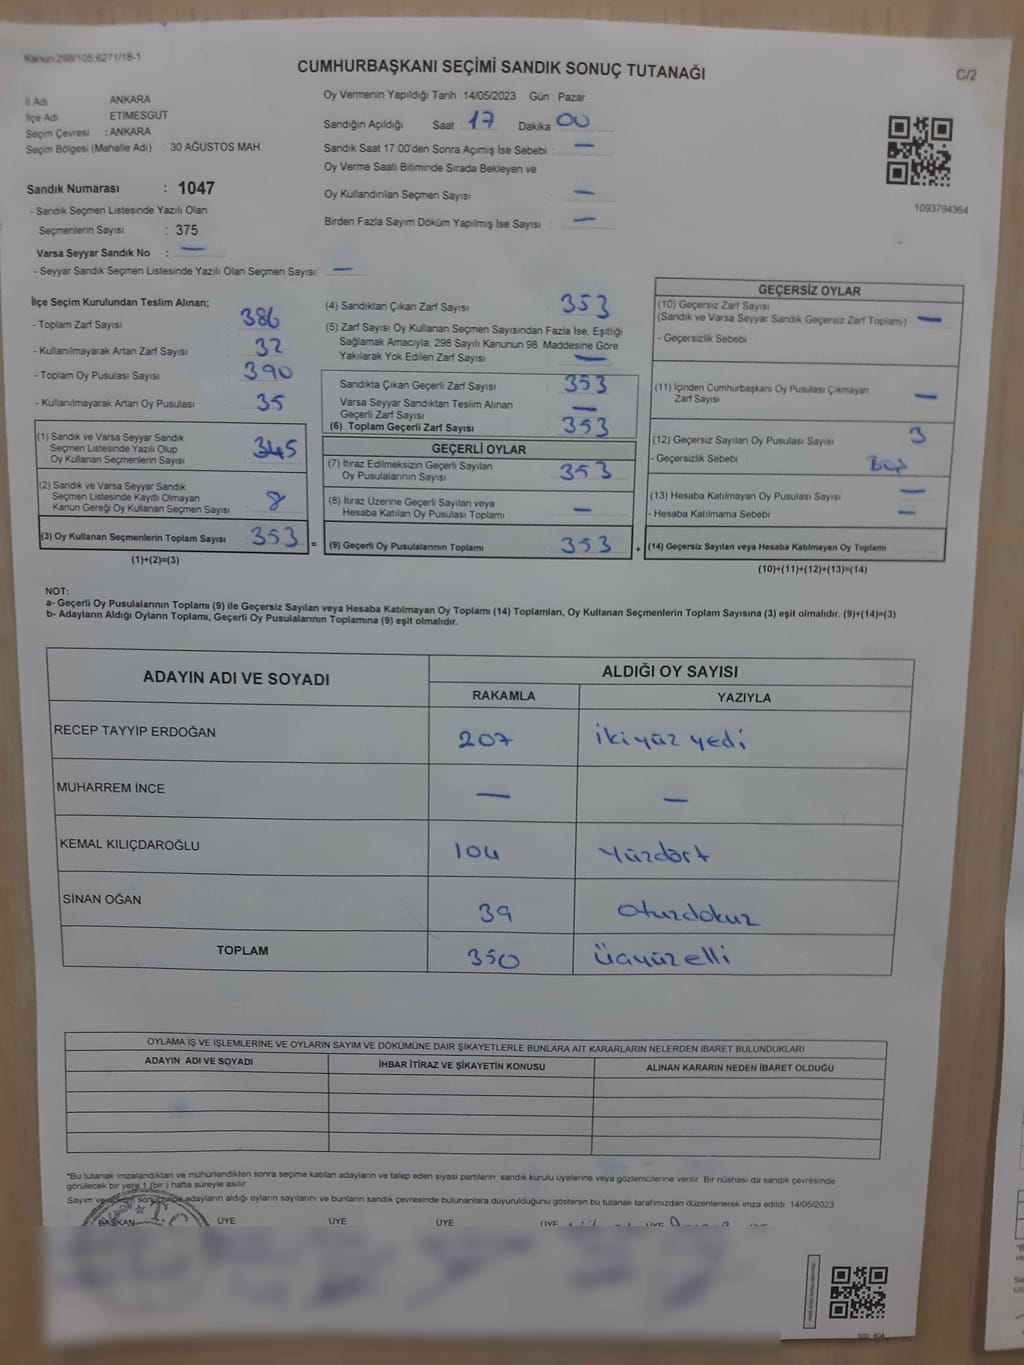 Kanun:298/105,6271/18-1
CUMHURBAŞKANI SEÇİMİ SANDIK SONUÇ TUTANAĞI
C/2
İl Adı ANKARA
İlçe Adı ETİMESGUT
Seçim Çevresi : ANKARA
Seçim Bölgesi (Mahalle Adı) : 30 AĞUSTOS MAH.
Oy Vermenin Yapıldığı Tarih :14/05/2023 Gün : Pazar
Sandığın Açıldığı Saat : 17 Dakika : 00
Sandık Saat 17.00'den Sonra Açımış İse Sebebi : —
Oy Verme Saati Bitiminde Sırada Bekleyen ve
Oy Kullandırılan Seçmen Sayısı : —
Birden Fazla Sayım Döküm Yapılmış İse Sayısı : —
1093794364
Sandık Numarası : 1047
- Sandık Seçmen Listesinde Yazılı Olan
Seçmenlerin Sayısı : 375
Varsa Seyyar Sandık No : —
- Seyyar Sandık Seçmen Listesinde Yazılı Olan Seçmen Sayısı: —
İlçe Seçim Kurulundan Teslim Alınan;
- Toplam Zarf Sayısı : 386
- Kullanılmayarak Artan Zarf Sayısı : 32
- Toplam Oy Pusulası Sayısı : 390
- Kullanılmayarak Artan Oy Pusulası : 35
(1) Sandık ve Varsa Seyyar Sandık
Seçmen Listesinde Yazılı Olup
Oy Kullanan Seçmenlerin Sayısı 345
(2) Sandık ve Varsa Seyyar Sandık
Seçmen Listesinde Kayıtlı Olmayan
Kanun Gereği Oy Kullanan Seçmen Sayısı 8
(3) Oy Kullanan Seçmenlerin Toplam Sayısı 353
(1)+(2)=(3)
(4) Sandıktan Çıkan Zarf Sayısı : 353
(5) Zarf Sayısı Oy Kullanan Seçmen Sayısından Fazla İse, Eşitliği
Sağlamak Amacıyla, 298 Sayılı Kanunun 98. Maddesine Göre
Yakılarak Yok Edilen Zarf Sayısı : —
Sandıkta Çıkan Geçerli Zarf Sayısı : 353
Varsa Seyyar Sandıktan Teslim Alınan
Geçerli Zarf Sayısı : —
(6) Toplam Geçerli Zarf Sayısı : 353
GEÇERLİ OYLAR
(7) İtiraz Edilmeksizin Geçerli Sayılan
Oy Pusulalarının Sayısı : 353
(8) İtiraz Üzerine Geçerli Sayılan veya
Hesaba Katılan Oy Pusulası Toplamı : —
= (9) Geçerli Oy Pusulalarının Toplamı : 353
GEÇERSİZ OYLAR
(10) Geçersiz Zarf Sayısı
(Sandık ve Varsa Seyyar Sandık Geçersiz Zarf Toplamı) : —
- Geçersizlik Sebebi :
(11) İçinden Cumhurbaşkanı Oy Pusulası Çıkmayan
Zarf Sayısı : —
(12) Geçersiz Sayılan Oy Pusulası Sayısı : 3
- Geçersizlik Sebebi :
(13) Hesaba Katılmayan Oy Pusulası Sayısı : —
- Hesaba Katılmama Sebebi : —
+ (14) Geçersiz Sayılan veya Hesaba Katılmayan Oy Toplamı
(10)+(11)+(12)+(13)=(14)
NOT:
a- Geçerli Oy Pusulalarının Toplamı (9) ile Geçersiz Sayılan veya Hesaba Katılmayan Oy Toplamı (14) Toplamları, Oy Kullanan Seçmenlerin Toplam Sayısına (3) eşit olmalıdır. (9)+(14)=(3)
b- Adayların Aldığı Oyların Toplamı, Geçerli Oy Pusulalarının Toplamına (9) eşit olmalıdır.
ADAYIN ADI VE SOYADI ALDIĞI OY SAYISI
RAKAMLA YAZIYLA
RECEP TAYYİP ERDOĞAN 207 ikiyüz yedi
MUHARREM İNCE — —
KEMAL KILIÇDAROĞLU 104 Yüzdört
SİNAN OĞAN 39 Otuzdokuz
TOPLAM 350 Üçyüzelli
OYLAMA İŞ VE İŞLEMLERİNE VE OYLARIN SAYIM VE DÖKÜMÜNE DAİR ŞİKAYETLERLE BUNLARA AİT KARARLARIN NELERDEN İBARET BULUNDUKLARI
ADAYIN ADI VE SOYADI İHBAR İTİRAZ VE ŞİKAYETİN KONUSU ALINAN KARARIN NEDEN İBARET OLDUĞU
*Bu tutanak imzalandıktan ve mühürlendikten sonra seçime katılan adayların ve talep eden siyasi partilerin sandık kurulu üyelerine veya gözlemcilerine verilir. Bir nüshası da sandık çevresinde
görülecek bir yere 1 (bir ) hafta süreyle asılır.
Sayım ve döküm sonucunda adayların aldığı oyların sayılarını ve bunların sandık çevresinde bulunanlara duyurulduğunu gösteren bu tutanak tarafımızdan düzenlenerek imza edildi. 14/05/2023
BAŞKAN ÜYE ÜYE ÜYE ÜYE ÜYE
T.C.